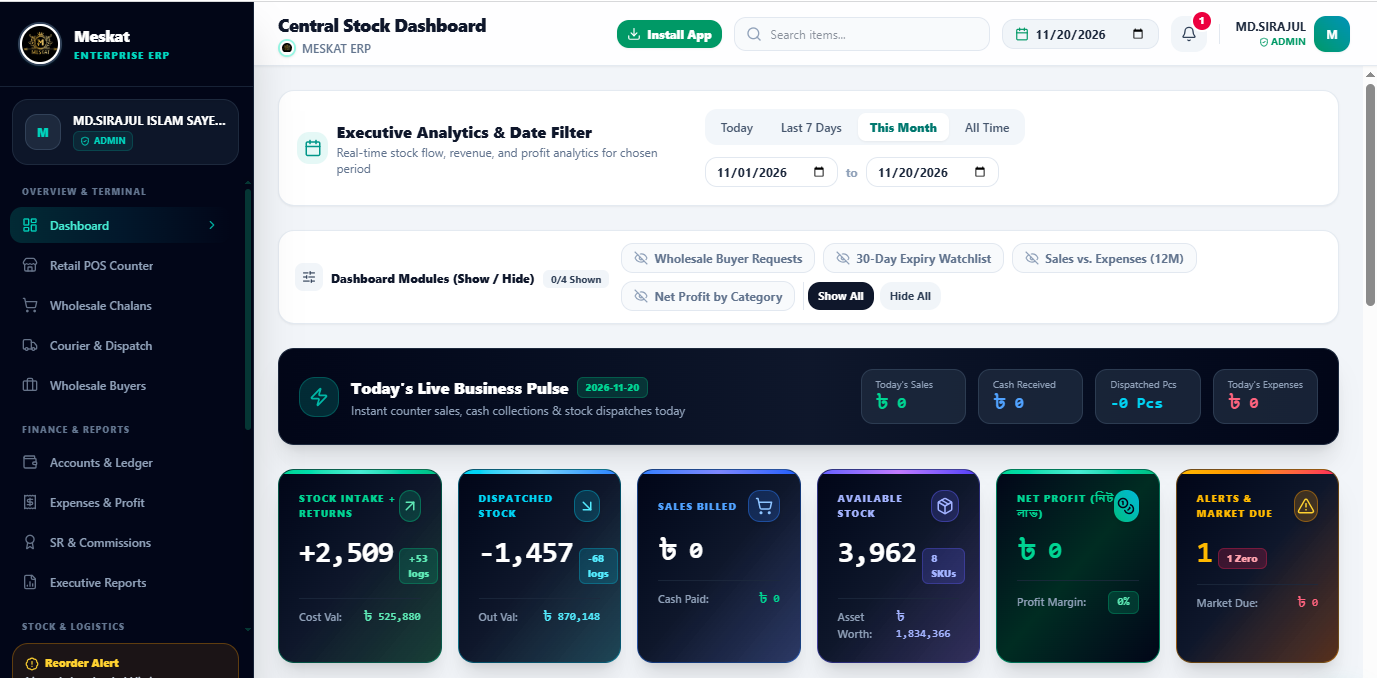 Meskat
ENTERPRISE ERP
M
MD.SIRAJUL ISLAM SAYE...
ADMIN
OVERVIEW & TERMINAL
Dashboard
Retail POS Counter
Wholesale Chalans
Courier & Dispatch
Wholesale Buyers
FINANCE & REPORTS
Accounts & Ledger
Expenses & Profit
SR & Commissions
Executive Reports
STOCK & LOGISTICS
Reorder Alert
Central Stock Dashboard
MESKAT ERP
Install App
Search items...
11/20/2026
1
MD.SIRAJUL
ADMIN
M
Executive Analytics & Date Filter
Real-time stock flow, revenue, and profit analytics for chosen
period
Today Last 7 Days This Month All Time
11/01/2026 to 11/20/2026
Dashboard Modules (Show / Hide) 0/4 Shown
Wholesale Buyer Requests 30-Day Expiry Watchlist Sales vs. Expenses (12M)
Net Profit by Category Show All Hide All
Today's Live Business Pulse 2026-11-20
Instant counter sales, cash collections & stock dispatches today
Today's Sales
৳ 0
Cash Received
৳ 0
Dispatched Pcs
-0 Pcs
Today's Expenses
৳ 0
STOCK INTAKE +
RETURNS
+2,509 +53
logs
Cost Val: ৳ 525,880
DISPATCHED
STOCK
-1,457 -68
logs
Out Val: ৳ 870,148
SALES BILLED
৳ 0
Cash Paid: ৳ 0
AVAILABLE
STOCK
3,962 8
SKUs
Asset ৳
Worth: 1,834,366
NET PROFIT (নিট
লাভ)
৳ 0
Profit Margin: 0%
ALERTS &
MARKET DUE
1 1 Zero
Market Due: ৳ 0